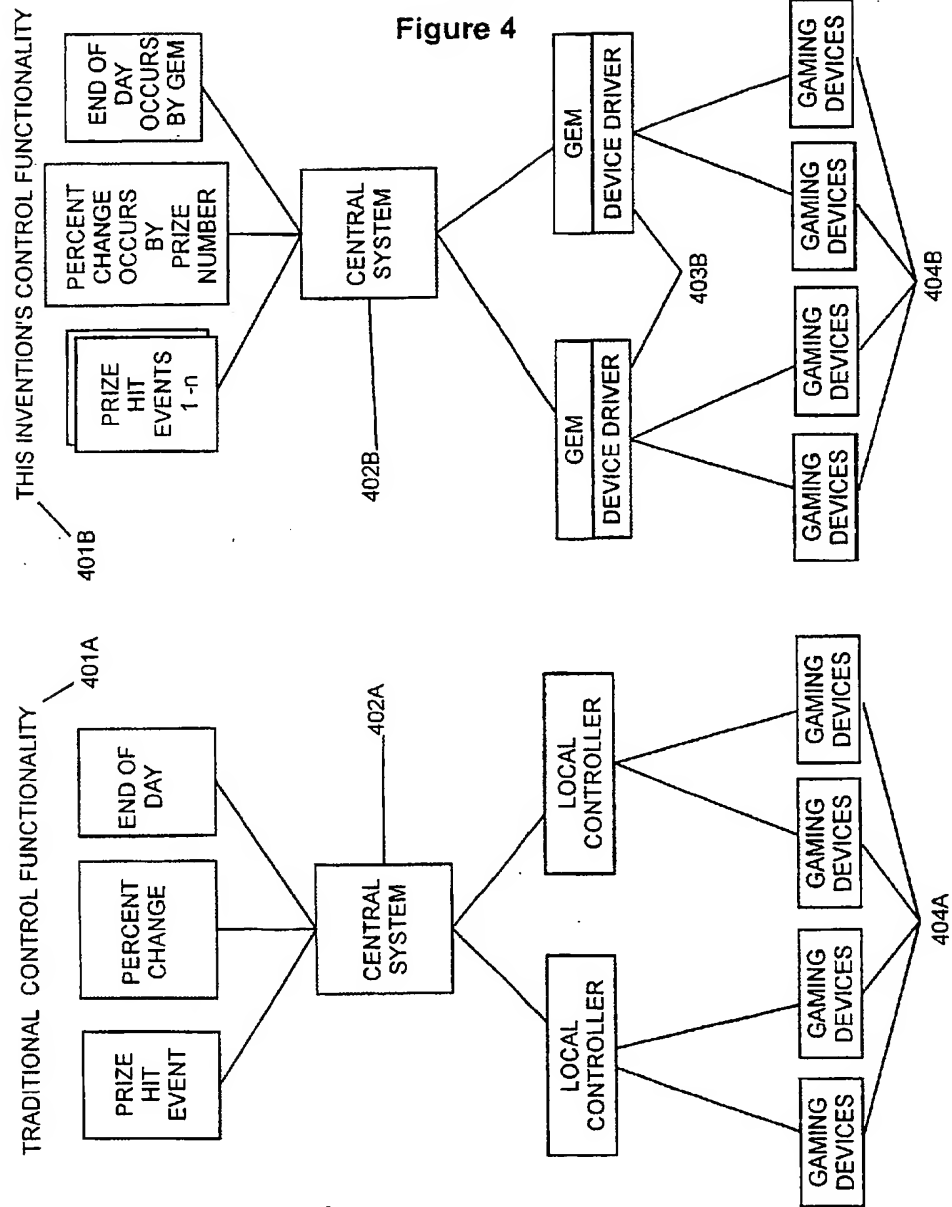 Figure 4
TRADITIONAL CONTROL FUNCTIONALITY
401A
PRIZE
HIT
EVENT
PERCENT
CHANGE
END OF
DAY
CENTRAL
SYSTEM
402A
LOCAL
CONTROLLER
LOCAL
CONTROLLER
GAMING
DEVICES
GAMING
DEVICES
GAMING
DEVICES
GAMING
DEVICES
404A
THIS INVENTION'S CONTROL FUNCTIONALITY
401B
PRIZE
HIT
EVENTS
1 -n
PERCENT
CHANGE
OCCURS
BY
PRIZE
NUMBER
END OF
DAY
OCCURS
BY GEM
CENTRAL
SYSTEM
402B
GEM
DEVICE DRIVER
GEM
DEVICE DRIVER
403B
GAMING
DEVICES
GAMING
DEVICES
GAMING
DEVICES
GAMING
DEVICES
404B